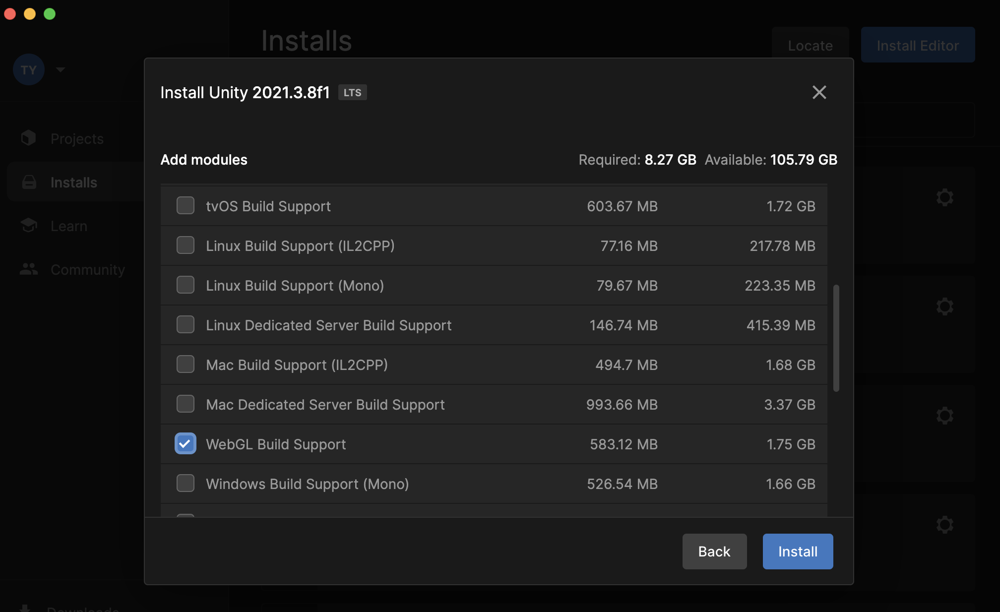 Installs
Locate
Install Editor
TY
Projects
Installs
Learn
Community
Downloads
Install Unity 2021.3.8f1 LTS
Add modules
Required: 8.27 GB Available: 105.79 GB
tvOS Build Support 603.67 MB 1.72 GB
Linux Build Support (IL2CPP) 77.16 MB 217.78 MB
Linux Build Support (Mono) 79.67 MB 223.35 MB
Linux Dedicated Server Build Support 146.74 MB 415.39 MB
Mac Build Support (IL2CPP) 494.7 MB 1.68 GB
Mac Dedicated Server Build Support 993.66 MB 3.37 GB
WebGL Build Support 583.12 MB 1.75 GB
Windows Build Support (Mono) 526.54 MB 1.66 GB
Back
Install